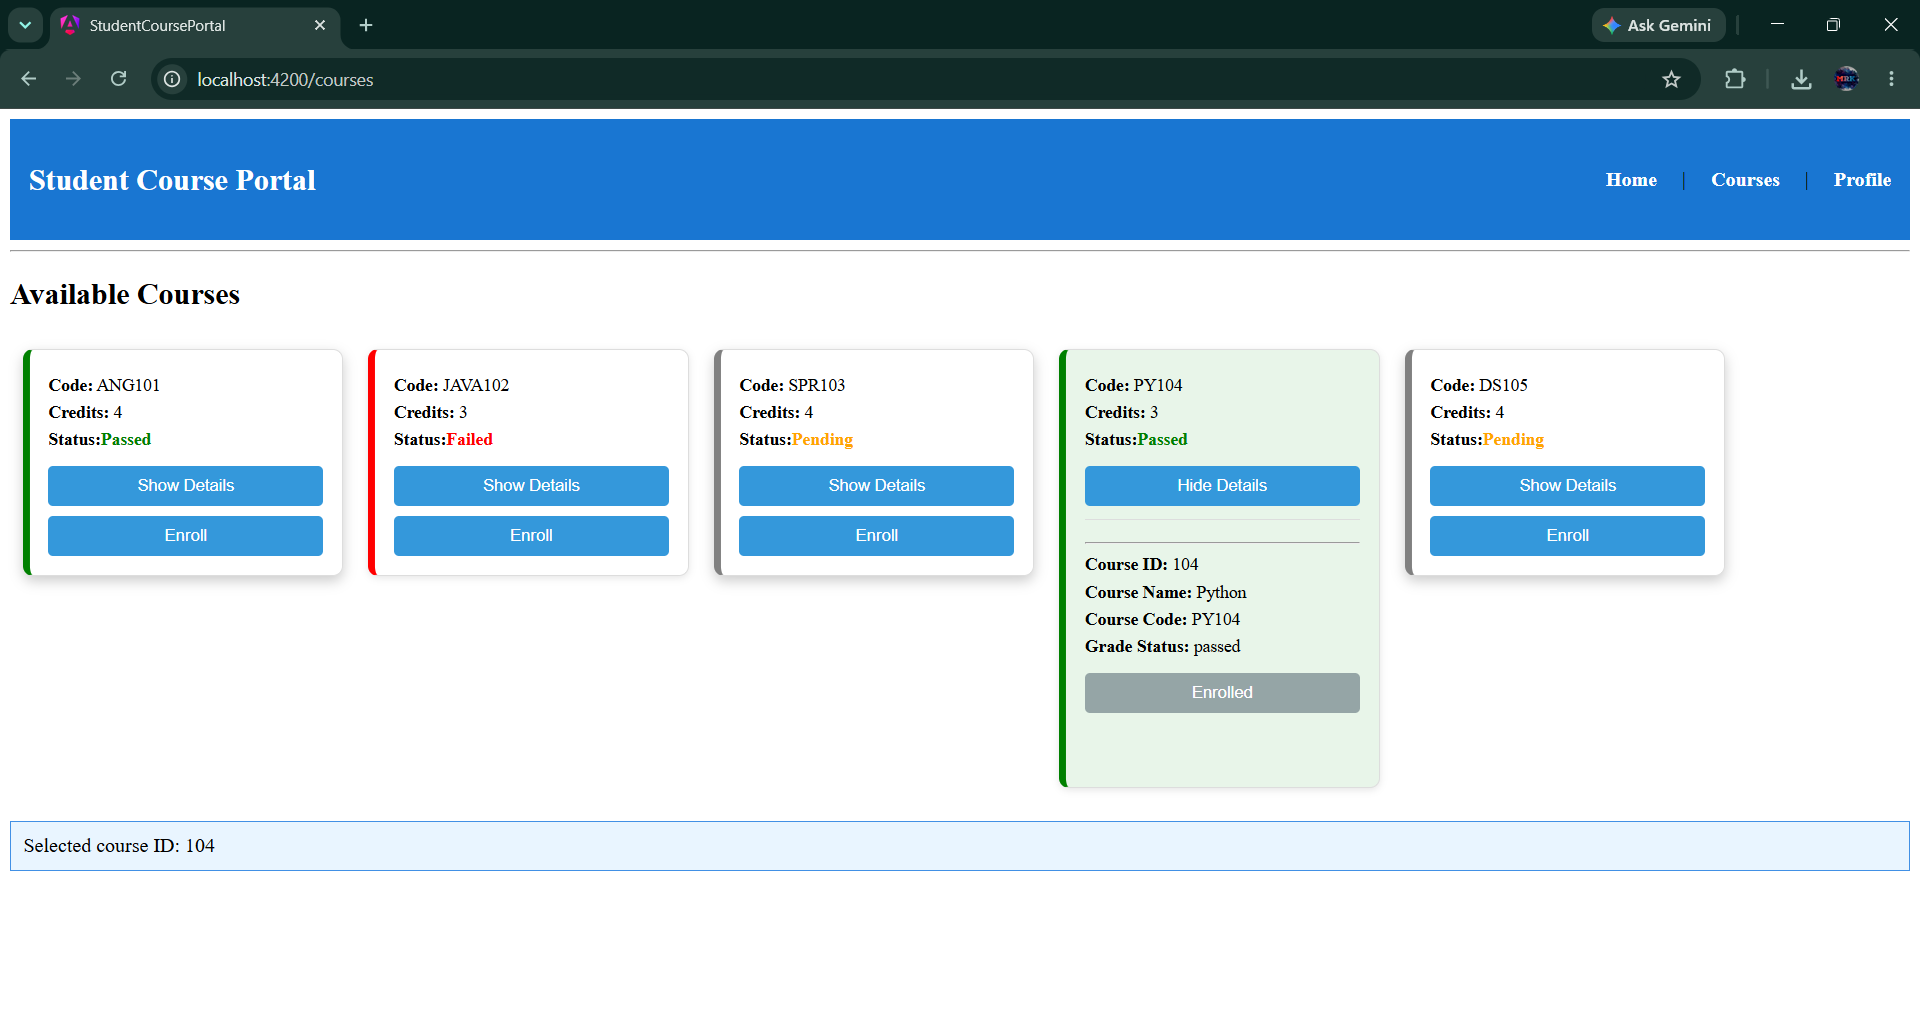 StudentCoursePortal
Ask Gemini
localhost:4200/courses
Student Course Portal
Home | Courses | Profile
Available Courses
Code: ANG101
Credits: 4
Status:Passed
Show Details
Enroll
Code: JAVA102
Credits: 3
Status:Failed
Show Details
Enroll
Code: SPR103
Credits: 4
Status:Pending
Show Details
Enroll
Code: PY104
Credits: 3
Status:Passed
Hide Details
Course ID: 104
Course Name: Python
Course Code: PY104
Grade Status: passed
Enrolled
Code: DS105
Credits: 4
Status:Pending
Show Details
Enroll
Selected course ID: 104